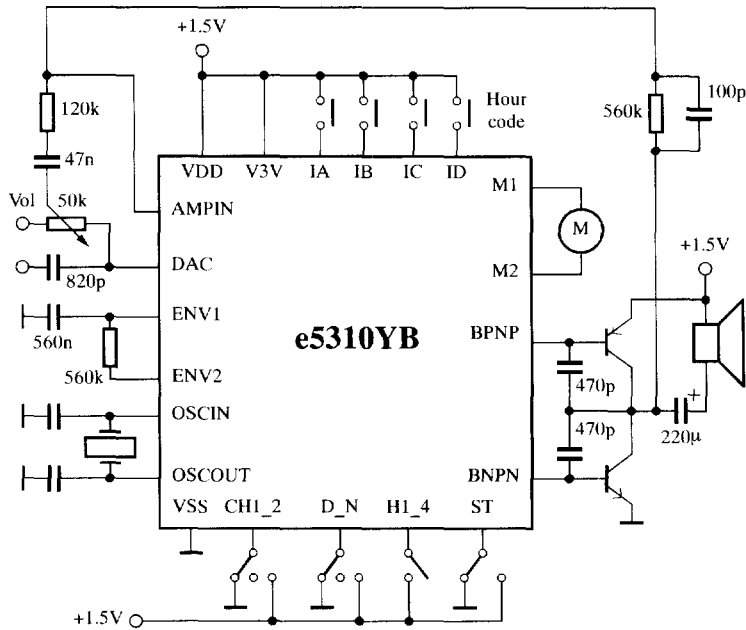 +1.5V
120k
47n
Vol
50k
820p
560n
560k
Hour
code
560k
100p
+1.5V
VDD
V3V
IA
IB
IC
ID
AMPIN
M1
M
DAC
M2
ENV1
e5310YB
BPNP
470p
ENV2
OSCIN
470p
+
220µ
OSCOUT
BNPN
VSS
CH1_2
D_N
H1_4
ST
+1.5V